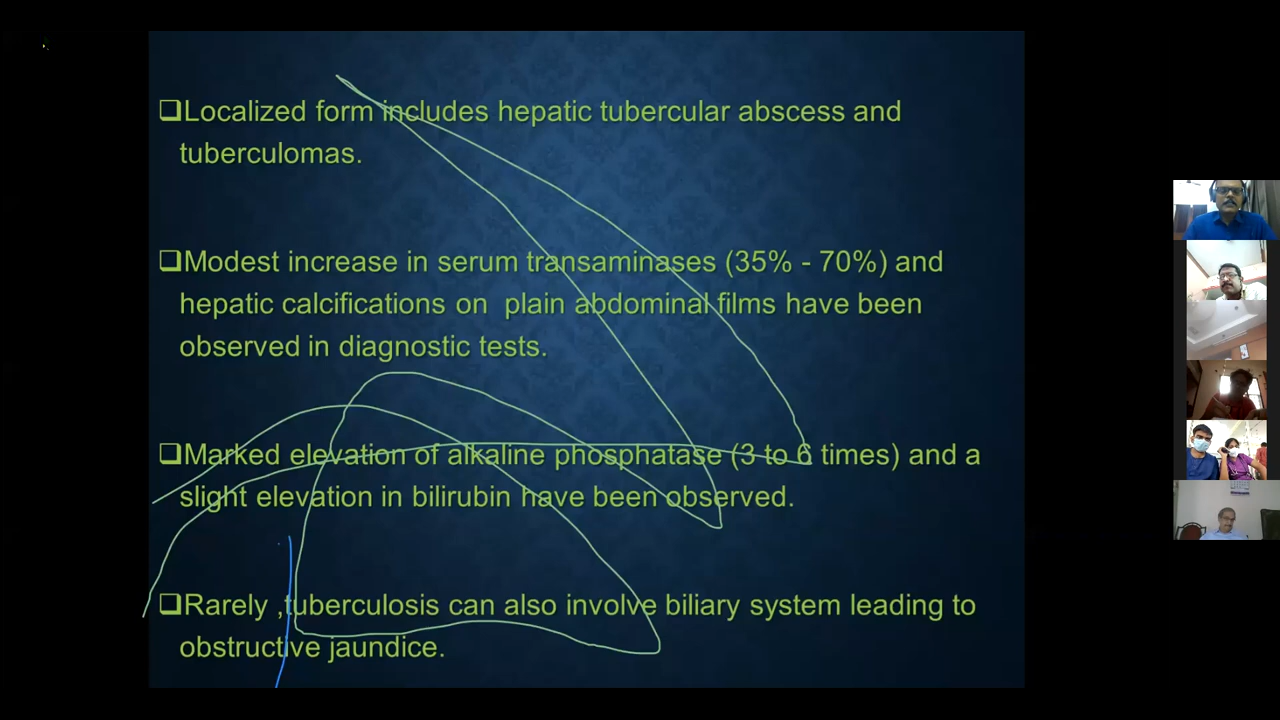 ❑Localized form includes hepatic tubercular abscess and
tuberculomas.
❑Modest increase in serum transaminases (35% - 70%) and
hepatic calcifications on plain abdominal films have been
observed in diagnostic tests.
❑Marked elevation of alkaline phosphatase (3 to 6 times) and a
slight elevation in bilirubin have been observed.
❑Rarely ,tuberculosis can also involve biliary system leading to
obstructive jaundice.